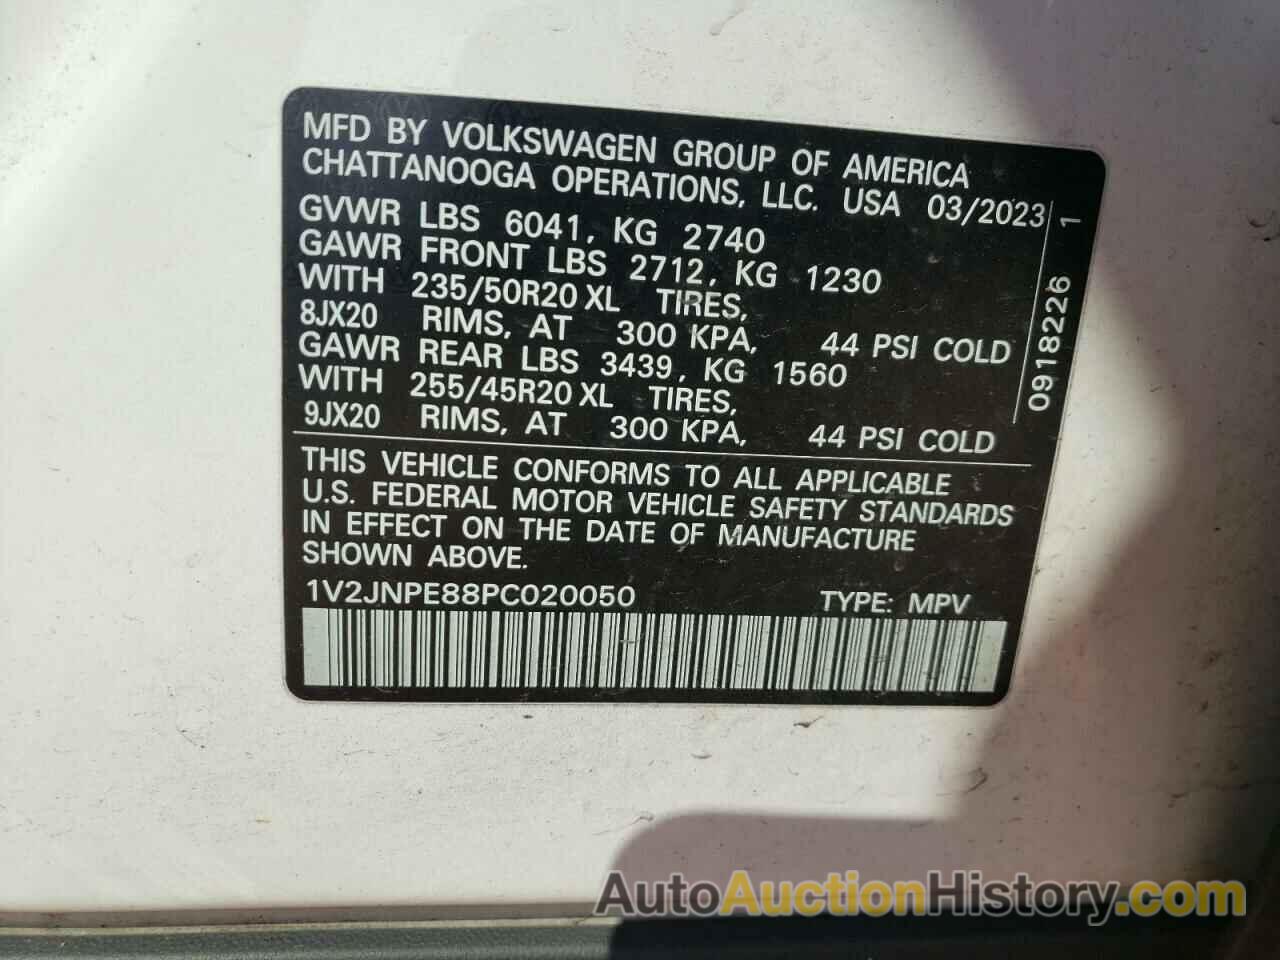 MFD BY VOLKSWAGEN GROUP OF AMERICA
CHATTANOOGA OPERATIONS, LLC. USA 03/2023
GVWR LBS 6041, KG 2740
GAWR FRONT LBS 2712, KG 1230
WITH 235/50R20 XL TIRES,
8JX20 RIMS, AT 300 KPA, 44 PSI COLD
GAWR REAR LBS 3439, KG 1560
WITH 255/45R20 XL TIRES,
9JX20 RIMS, AT 300 KPA, 44 PSI COLD
0918226 1
THIS VEHICLE CONFORMS TO ALL APPLICABLE
U.S. FEDERAL MOTOR VEHICLE SAFETY STANDARDS
IN EFFECT ON THE DATE OF MANUFACTURE
SHOWN ABOVE.
1V2JNPE88PC020050 TYPE: MPV
AutoAuctionHistory.com